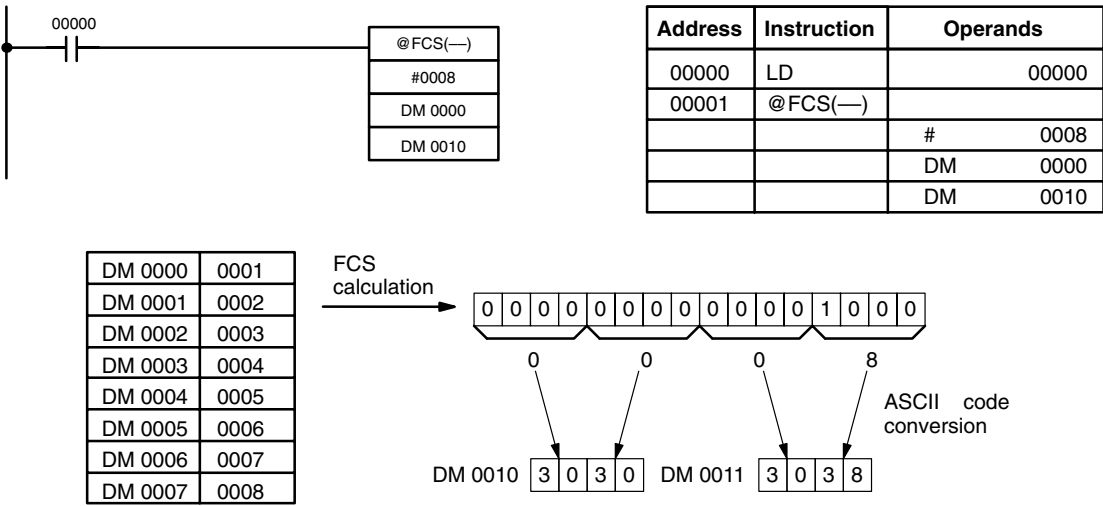 00000
@FCS(––)
#0008
DM 0000
DM 0010
Address Instruction Operands
00000 LD 00000
00001 @FCS(—)
# 0008
DM 0000
DM 0010
DM 0000 0001
DM 0001 0002
DM 0002 0003
DM 0003 0004
DM 0004 0005
DM 0005 0006
DM 0006 0007
DM 0007 0008
FCS
calculation
0 0 0 0 0 0 0 0 0 0 0 0 1 0 0 0
0 0 0 8
ASCII code
conversion
DM 0010 3 0 3 0 DM 0011 3 0 3 8